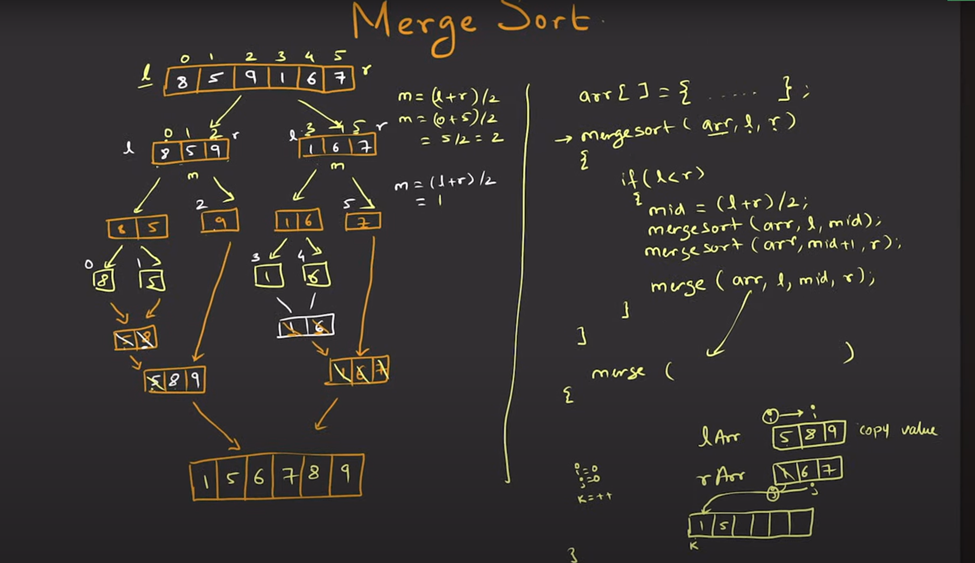 Merge Sort
0 1 2 3 4 5
l 8 5 9 1 6 7 r
m = (l+r)/2
m = (0+5)/2
= 5/2 = 2
0 1 2
l 8 5 9 r
m
3 4 5
l 1 6 7 r
m
m = (l+r)/2
= 1
8 5
2
9
1 6
5
7
0
8
1
5
3
1
4
6
5 8
1 6
5 8 9
1 6 7
1 5 6 7 8 9
arr[ ] = { ...... };
→ mergesort ( arr, l, r )
{
if (l<r)
{
mid = (l+r)/2;
mergesort (arr, l, mid);
mergesort (arr, mid+1, r);
merge ( arr, l, mid, r);
}
}
merge ( )
{
i → i
lArr 5 8 9 copy value
rArr 1 6 7
j j
i=0
j=0
k=++
1 5
k
}